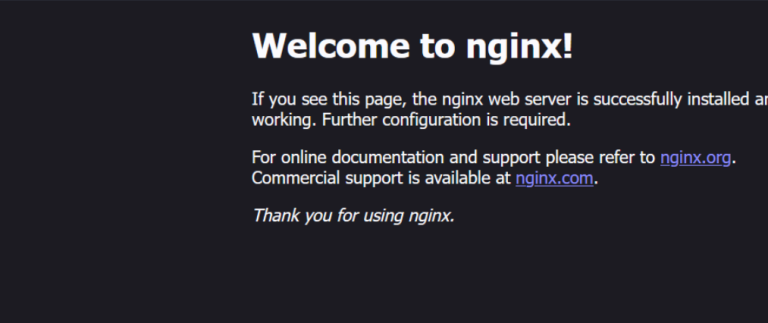 Welcome to nginx!
If you see this page, the nginx web server is successfully installed
working. Further configuration is required.
For online documentation and support please refer to nginx.org.
Commercial support is available at nginx.com.
Thank you for using nginx.